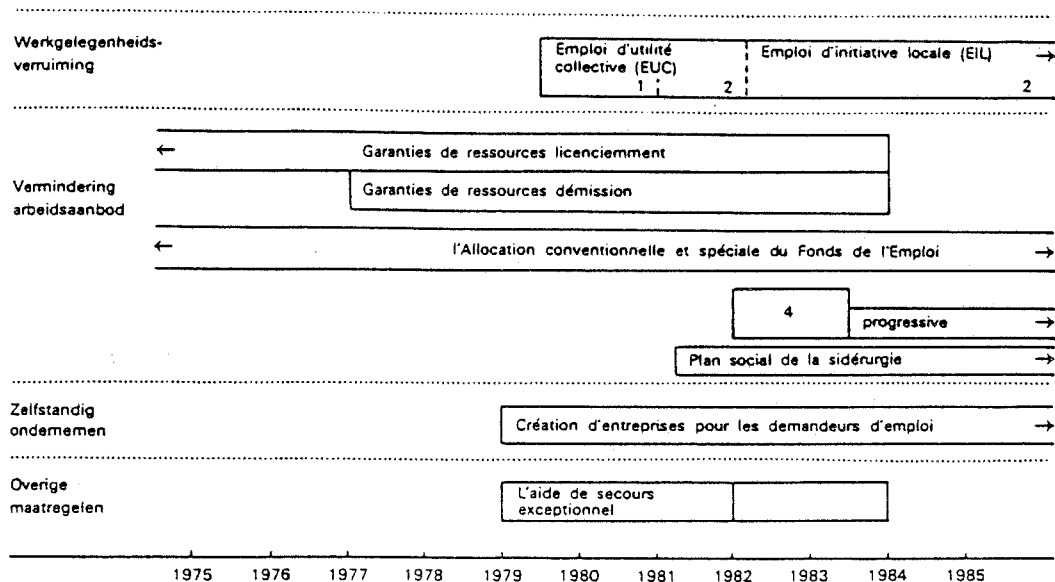 Werkgelegenheids-
verruiming
Emploi d'utilité
collective (EUC)
1
2
Emploi d'initiative locale (EIL) →
2
Vermindering
arbeidsaanbod
← Garanties de ressources licenciemment
Garanties de ressources démission
← l'Allocation conventionnelle et spéciale du Fonds de l'Emploi →
4
progressive →
Plan social de la sidérurgie →
Zelfstandig
ondernemen
Création d'entreprises pour les demandeurs d'emploi →
Overige
maatregelen
L'aide de secours
exceptionnel
1975 1976 1977 1978 1979 1980 1981 1982 1983 1984 1985